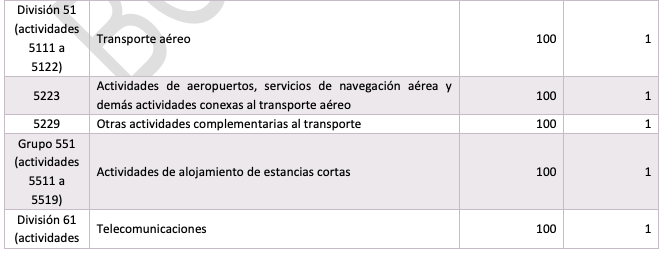 División 51
(actividades
5111 a
5122)
Transporte aéreo
100
1
5223
Actividades de aeropuertos, servicios de navegación aérea y
demás actividades conexas al transporte aéreo
100
1
5229
Otras actividades complementarias al transporte
100
1
Grupo 551
(actividades
5511 a
5519)
Actividades de alojamiento de estancias cortas
100
1
División 61
(actividades
Telecomunicaciones
100
1